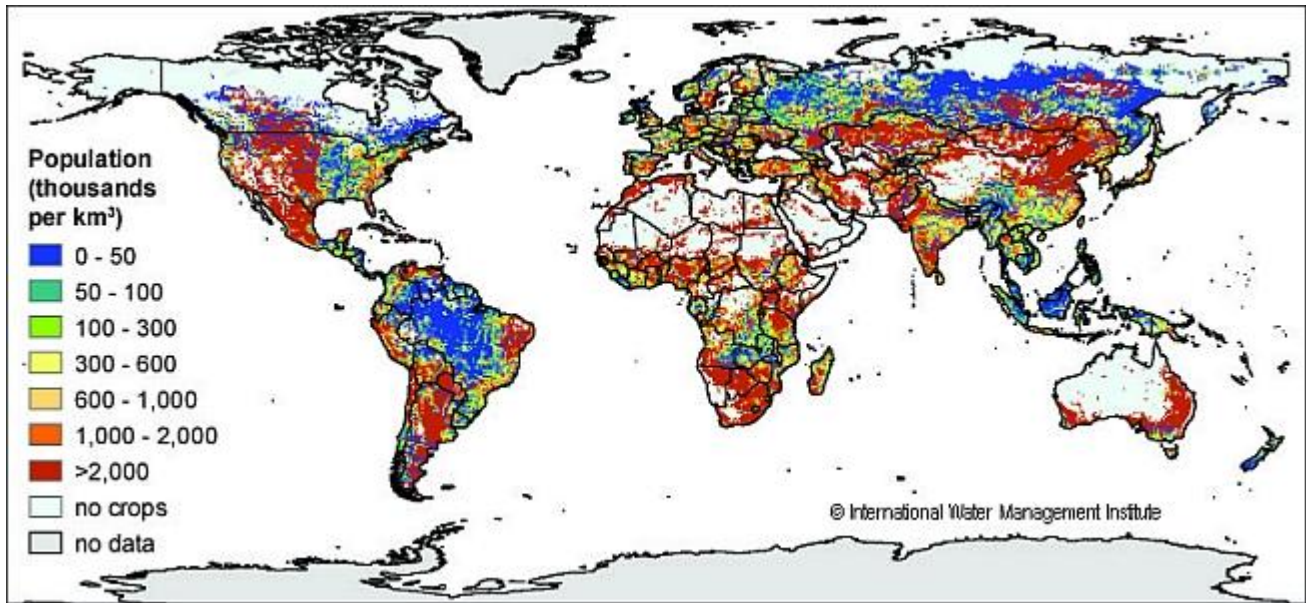 Population
(thousands
per km³)
0 - 50
50 - 100
100 - 300
300 - 600
600 - 1,000
1,000 - 2,000
>2,000
no crops
no data
© International Water Management Institute